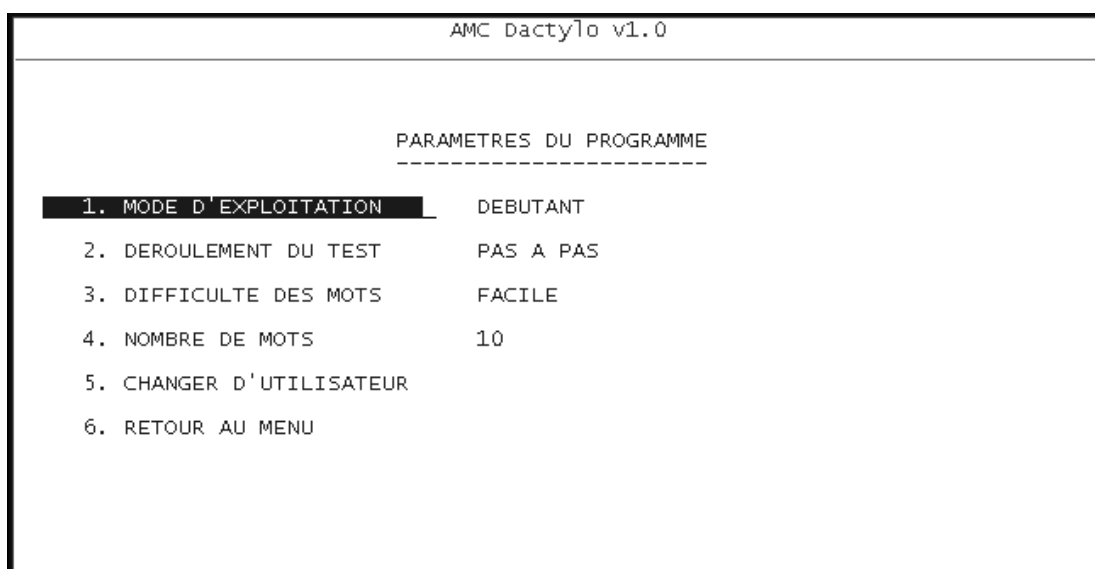 AMC Dactylo v1.0
PARAMETRES DU PROGRAMME
-----------------------
1. MODE D'EXPLOITATION _ DEBUTANT
2. DEROULEMENT DU TEST PAS A PAS
3. DIFFICULTE DES MOTS FACILE
4. NOMBRE DE MOTS 10
5. CHANGER D'UTILISATEUR
6. RETOUR AU MENU